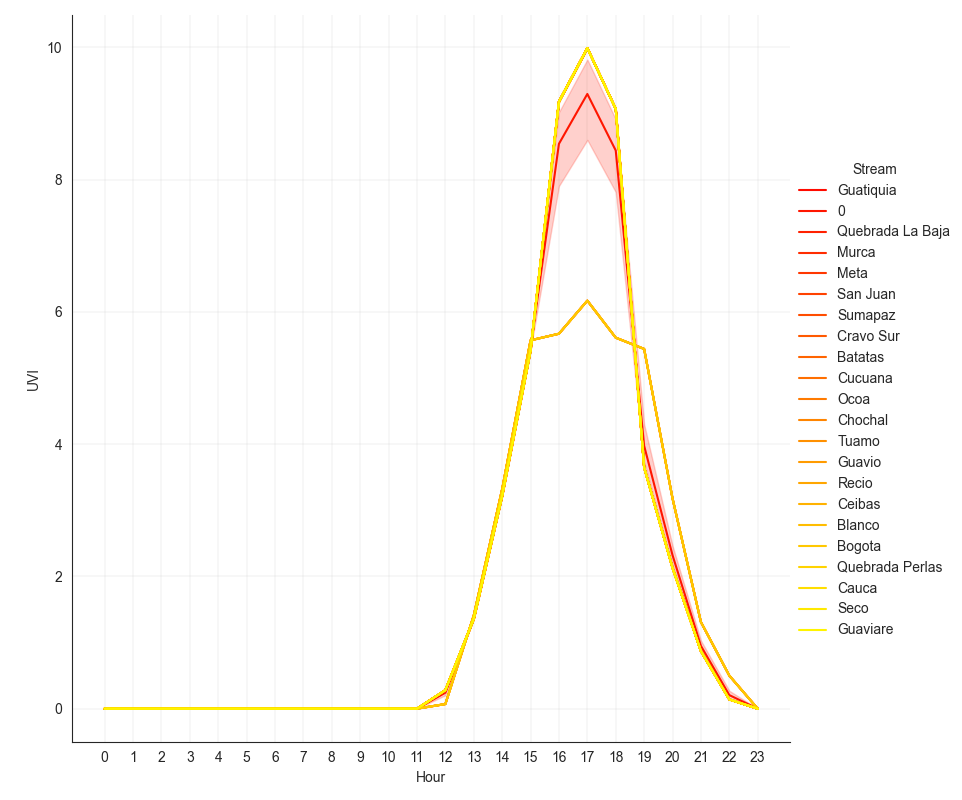 10
8
6
4
2
0
UVI
0 1 2 3 4 5 6 7 8 9 10 11 12 13 14 15 16 17 18 19 20 21 22 23
Hour
Stream
Guatiquia
0
Quebrada La Baja
Murca
Meta
San Juan
Sumapaz
Cravo Sur
Batatas
Cucuana
Ocoa
Chochal
Tuamo
Guavio
Recio
Ceibas
Blanco
Bogota
Quebrada Perlas
Cauca
Seco
Guaviare